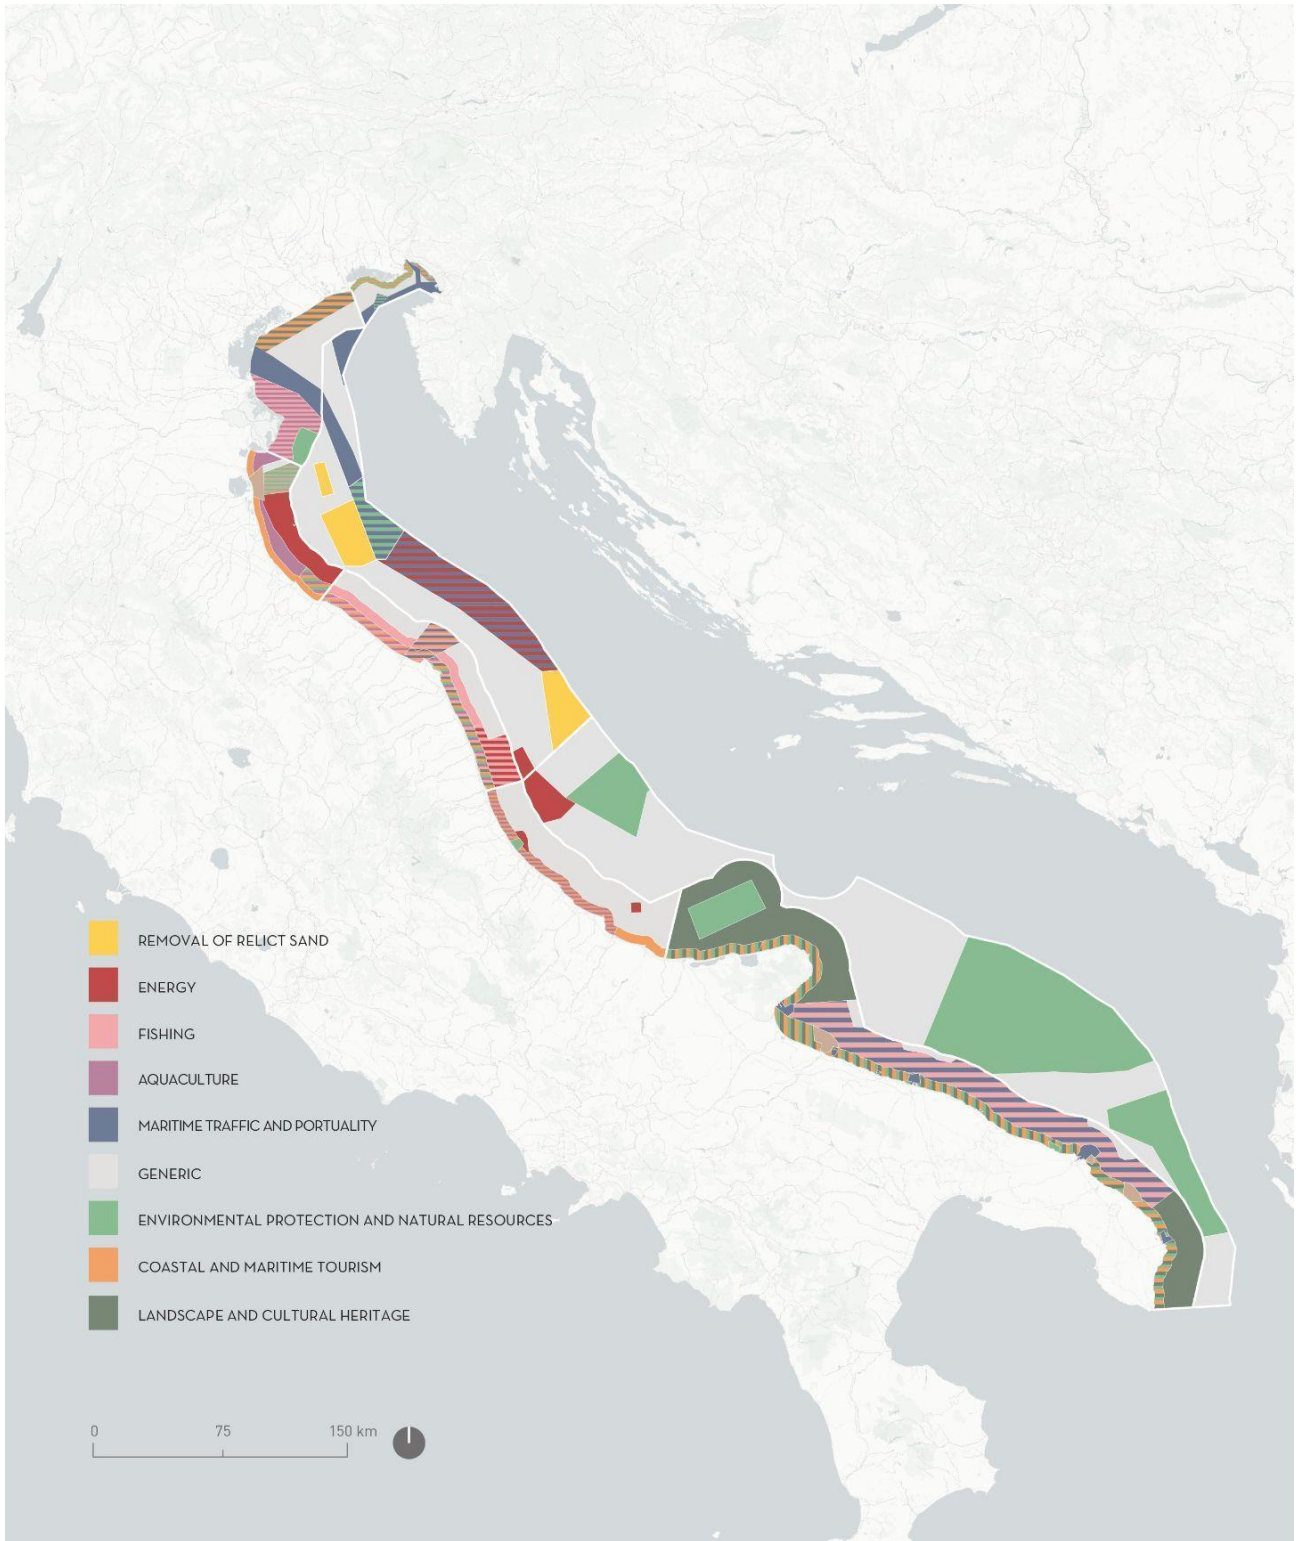 REMOVAL OF RELICT SAND
ENERGY
FISHING
AQUACULTURE
MARITIME TRAFFIC AND PORTUALITY
GENERIC
ENVIRONMENTAL PROTECTION AND NATURAL RESOURCES
COASTAL AND MARITIME TOURISM
LANDSCAPE AND CULTURAL HERITAGE
0 75 150 km